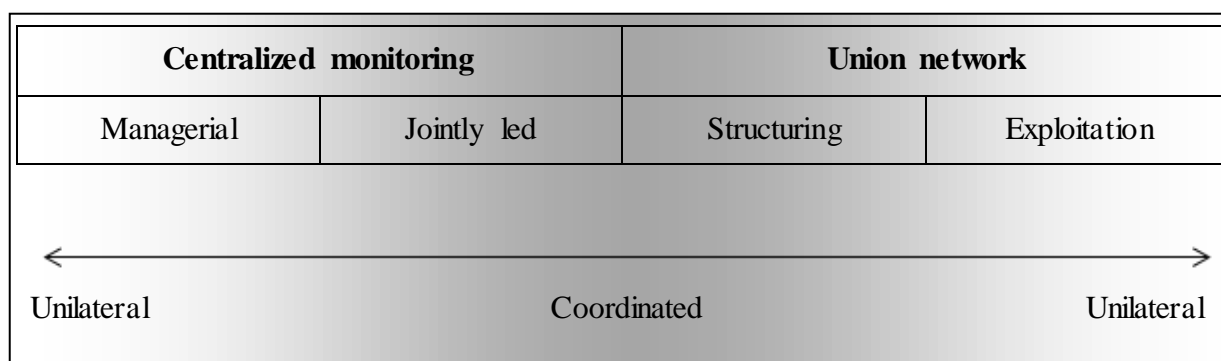 Centralized monitoring Union network
Managerial Jointly led Structuring Exploitation
Unilateral Coordinated Unilateral